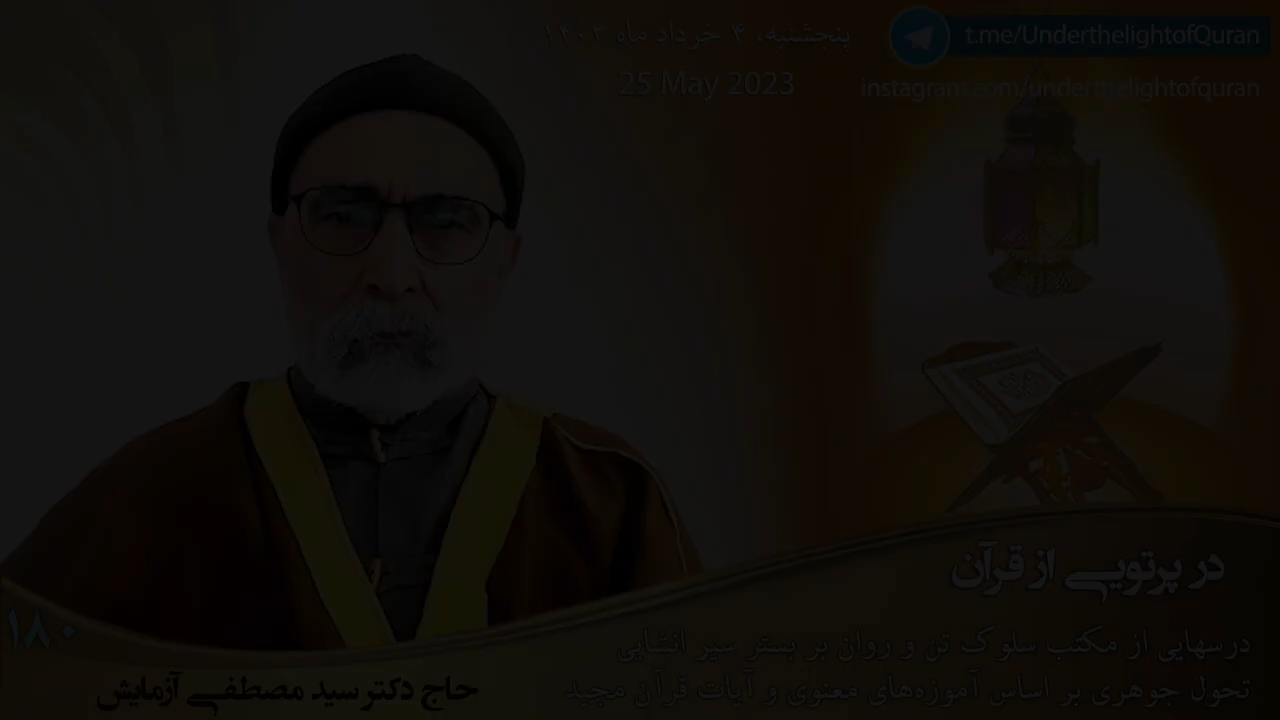 پنجشنبه، ۴ خرداد ماه ۱۴۰۲
25 May 2023
t.me/UnderthelightofQuran
instagram.com/underthelightofquran
در پرتویی از قرآن
درسهایی از مکتب سلوک تن و روان بر بستر سیر انشایی
تحول جوهری بر اساس آموزه‌های معنوی و آیات قرآن مجید
۱۸۰
حاج دکتر سید مصطفی آزمایش